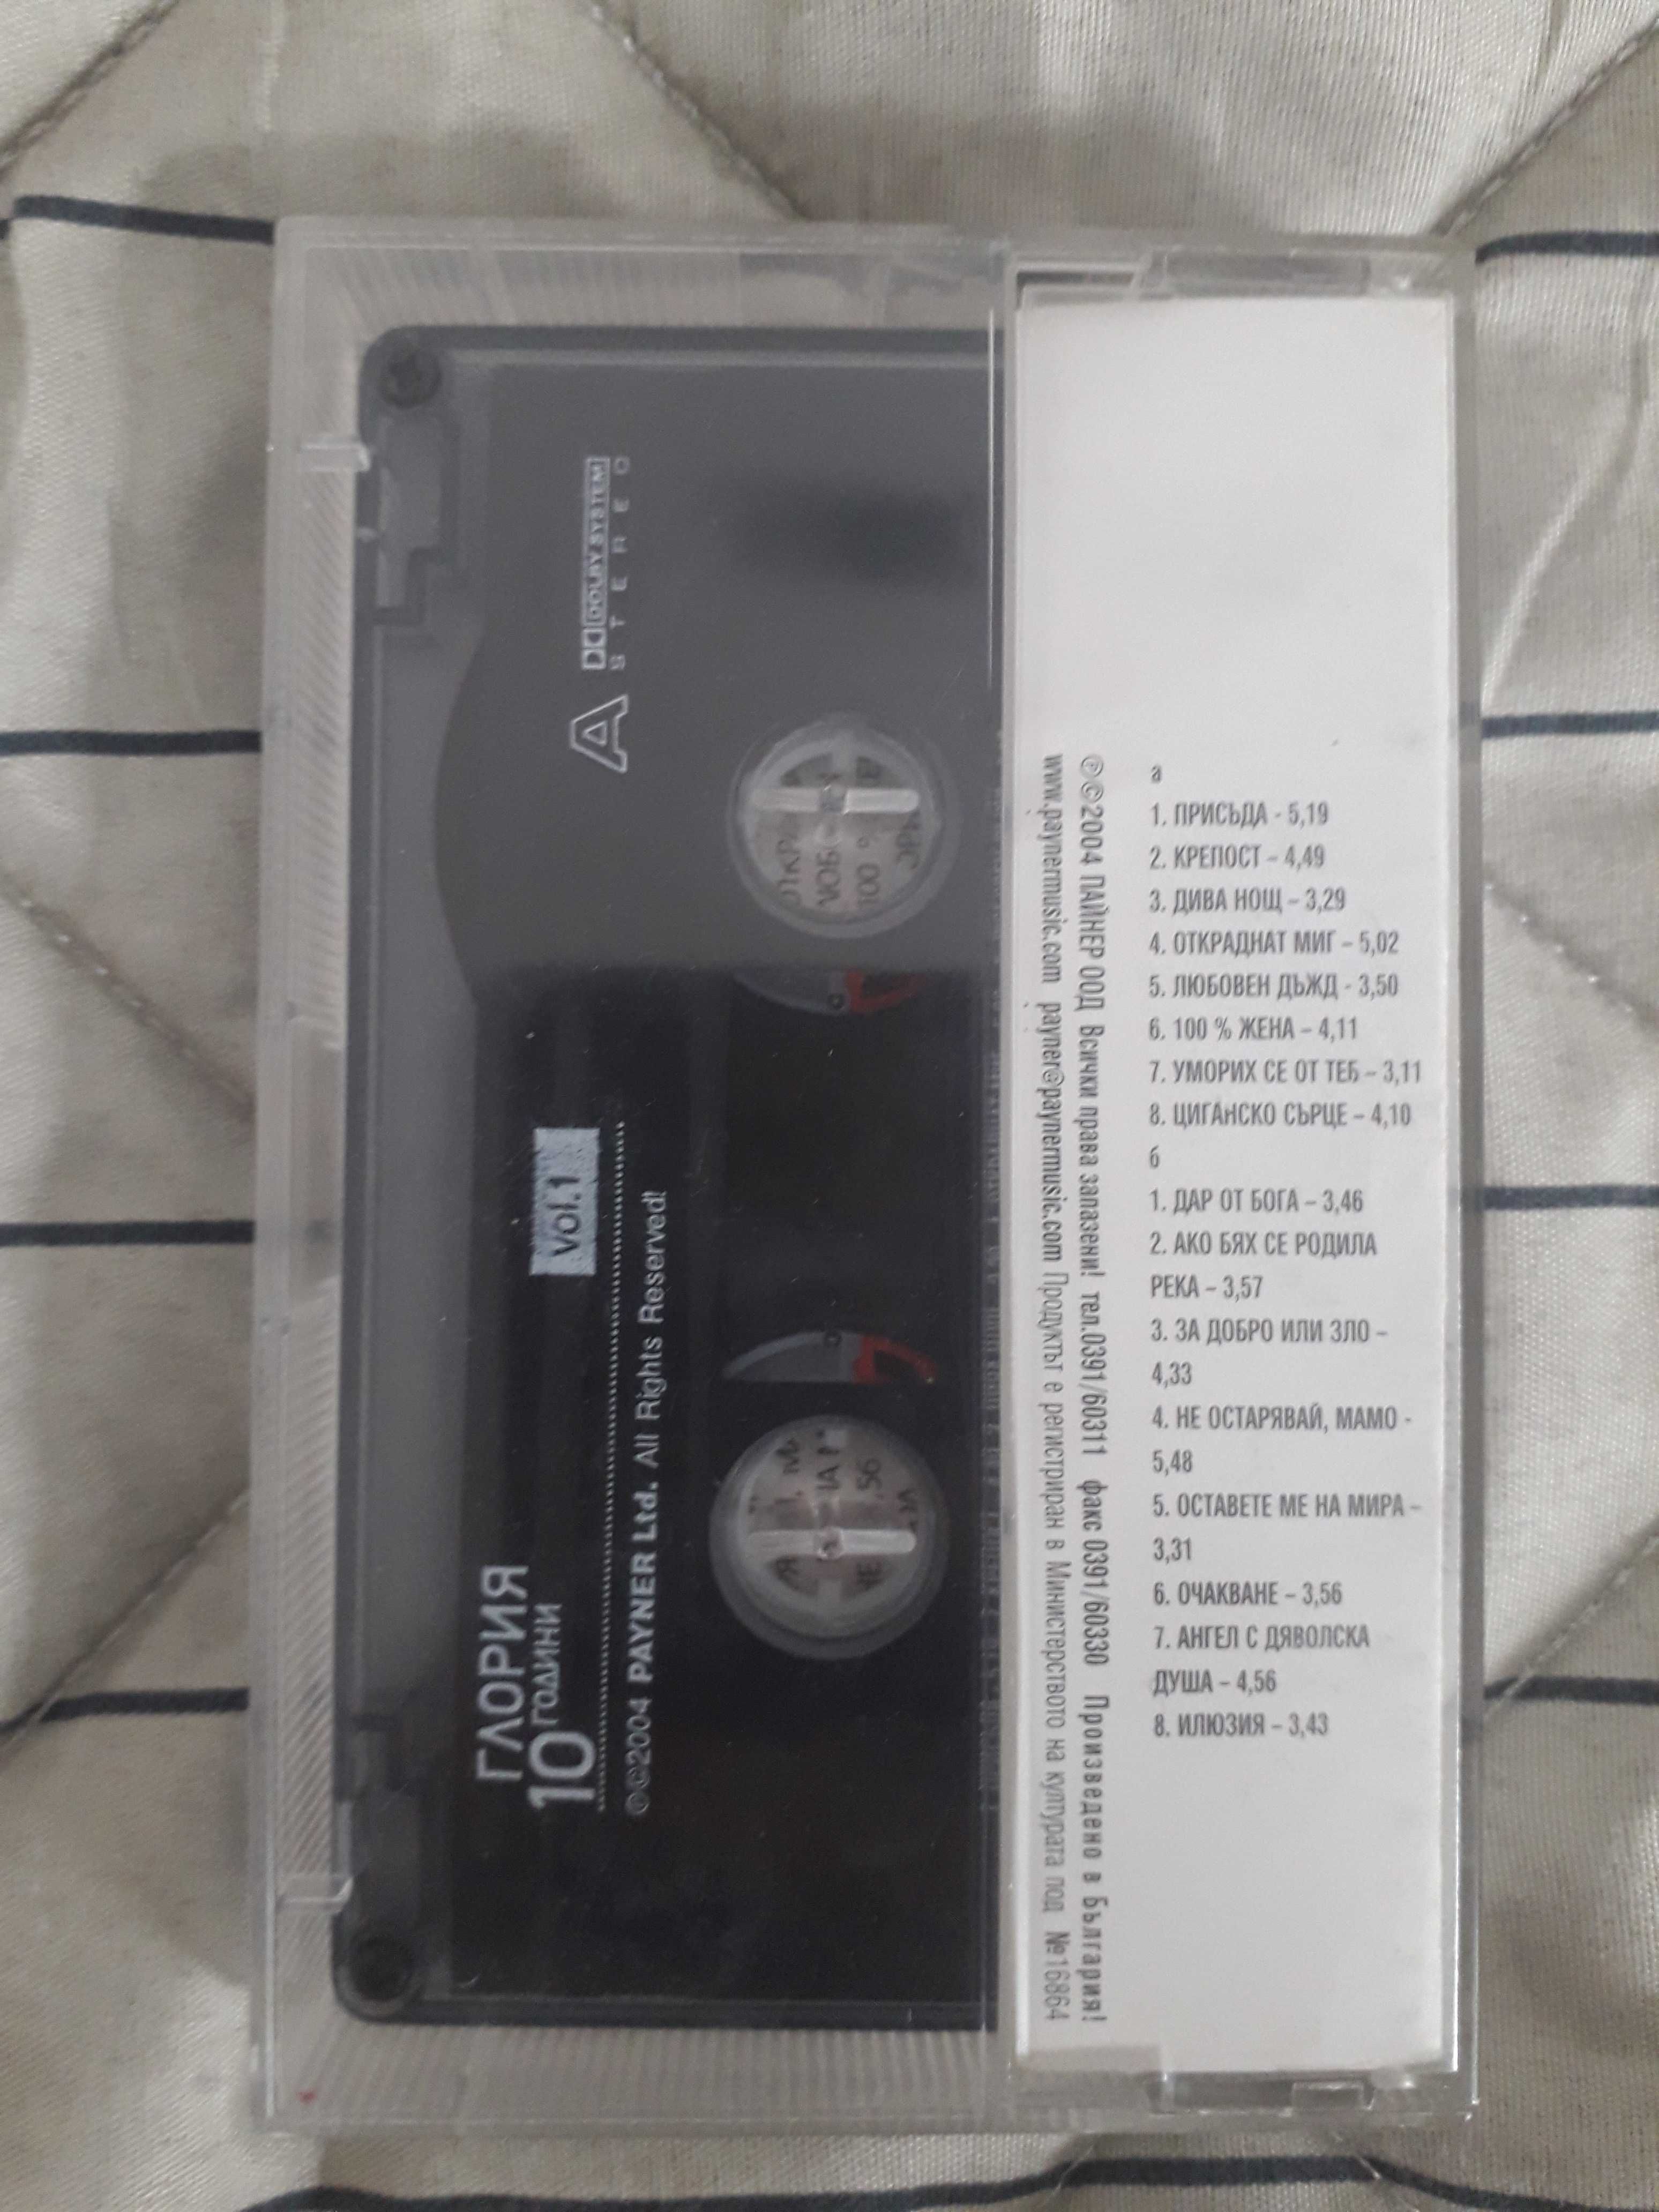 ГЛОРИЯ
10 ГОДИНИ
vol.1
℗©2004 PAYNER Ltd. All Rights Reserved!
A
DOLBY SYSTEM
STEREO
а
1. ПРИСЪДА - 5,19
2. КРЕПОСТ – 4,49
3. ДИВА НОЩ – 3,29
4. ОТКРАДНАТ МИГ – 5,02
5. ЛЮБОВЕН ДЪЖД - 3,50
6. 100 % ЖЕНА – 4,11
7. УМОРИХ СЕ ОТ ТЕБ – 3,11
8. ЦИГАНСКО СЪРЦЕ – 4,10
б
1. ДАР ОТ БОГА – 3,46
2. АКО БЯХ СЕ РОДИЛА
РЕКА – 3,57
3. ЗА ДОБРО ИЛИ ЗЛО –
4,33
4. НЕ ОСТАРЯВАЙ, МАМО -
5,48
5. ОСТАВЕТЕ МЕ НА МИРА –
3,31
6. ОЧАКВАНЕ – 3,56
7. АНГЕЛ С ДЯВОЛСКА
ДУША – 4,56
8. ИЛЮЗИЯ – 3,43
℗©2004 ПАЙНЕР ООД Всички права запазени! тел.0391/60311 факс 0391/60330 Произведено в България!
www.paynermusic.com payner@paynermusic.com Продуктът е регистриран в Министерството на културата под №16864